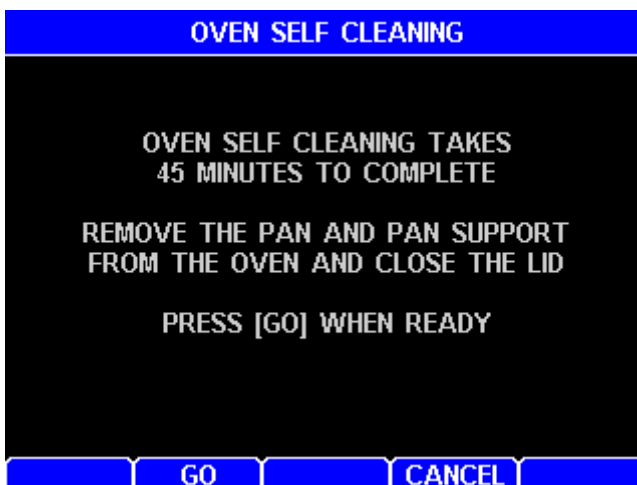 OVEN SELF CLEANING
OVEN SELF CLEANING TAKES
45 MINUTES TO COMPLETE
REMOVE THE PAN AND PAN SUPPORT
FROM THE OVEN AND CLOSE THE LID
PRESS [GO] WHEN READY
GO CANCEL